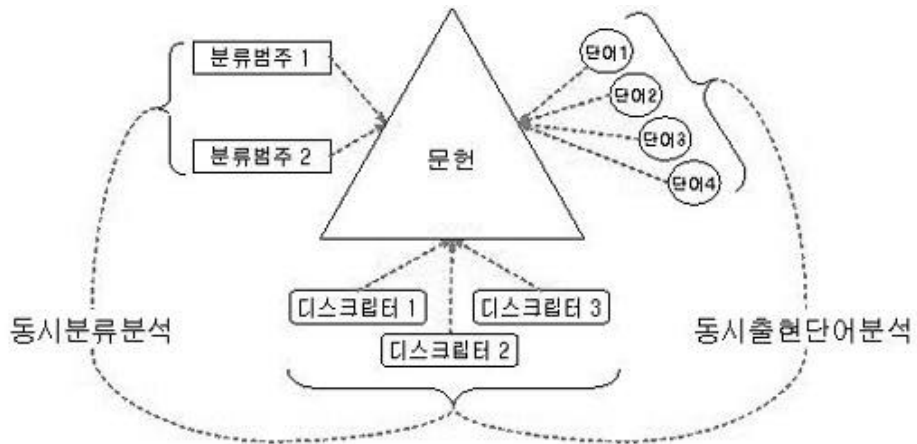 분류범주 1
단어1
단어2
단어3
분류범주 2
문헌
단어4
디스크립터 1
디스크립터 3
동시분류분석
동시출현단어분석
디스크립터 2